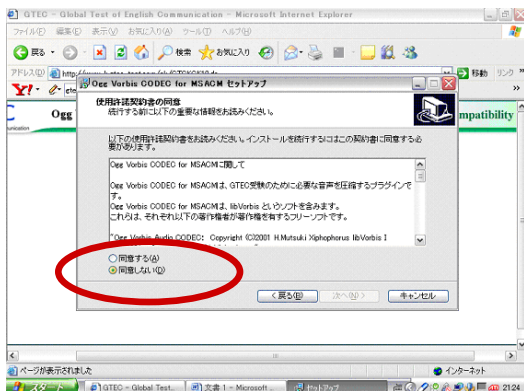 GTEC - Global Test of English Communication - Microsoft Internet Explorer
ファイル(F) 編集(E) 表示(V) お気に入り(A) ツール(T) ヘルプ(H)
戻る 検索 お気に入り
アドレス(D) 移動 リンク
Y!
Ogg Vorbis CODEC for MSACM セットアップ
Ogg mpatibility
使用許諾契約書の同意
続行する前に以下の重要な情報をお読みください。
以下の使用許諾契約書をお読みください。インストールを続行するにはこの契約書に同意する必
要があります。
Ogg Vorbis CODEC for MSACMに関して
Ogg Vorbis CODEC for MSACMは、GTEC受験のために必要な音声を圧縮するプラグインで
す。
Ogg Vorbis CODEC for MSACMは、libVorbis というソフトを含みます。
これらは、それぞれ以下の著作権者が著作権を有するフリーソフトです。
"Ogg Vorbis Audio CODEC: Copyright (C)2001 H.Mutsuki Xiphophorus libVorbis I
同意する(A)
同意しない(D)
< 戻る(B) 次へ(N) > キャンセル
ページが表示されました インターネット
スタート GTEC - Global Test... 文書 1 - Microsoft ... セットアップ 21:24